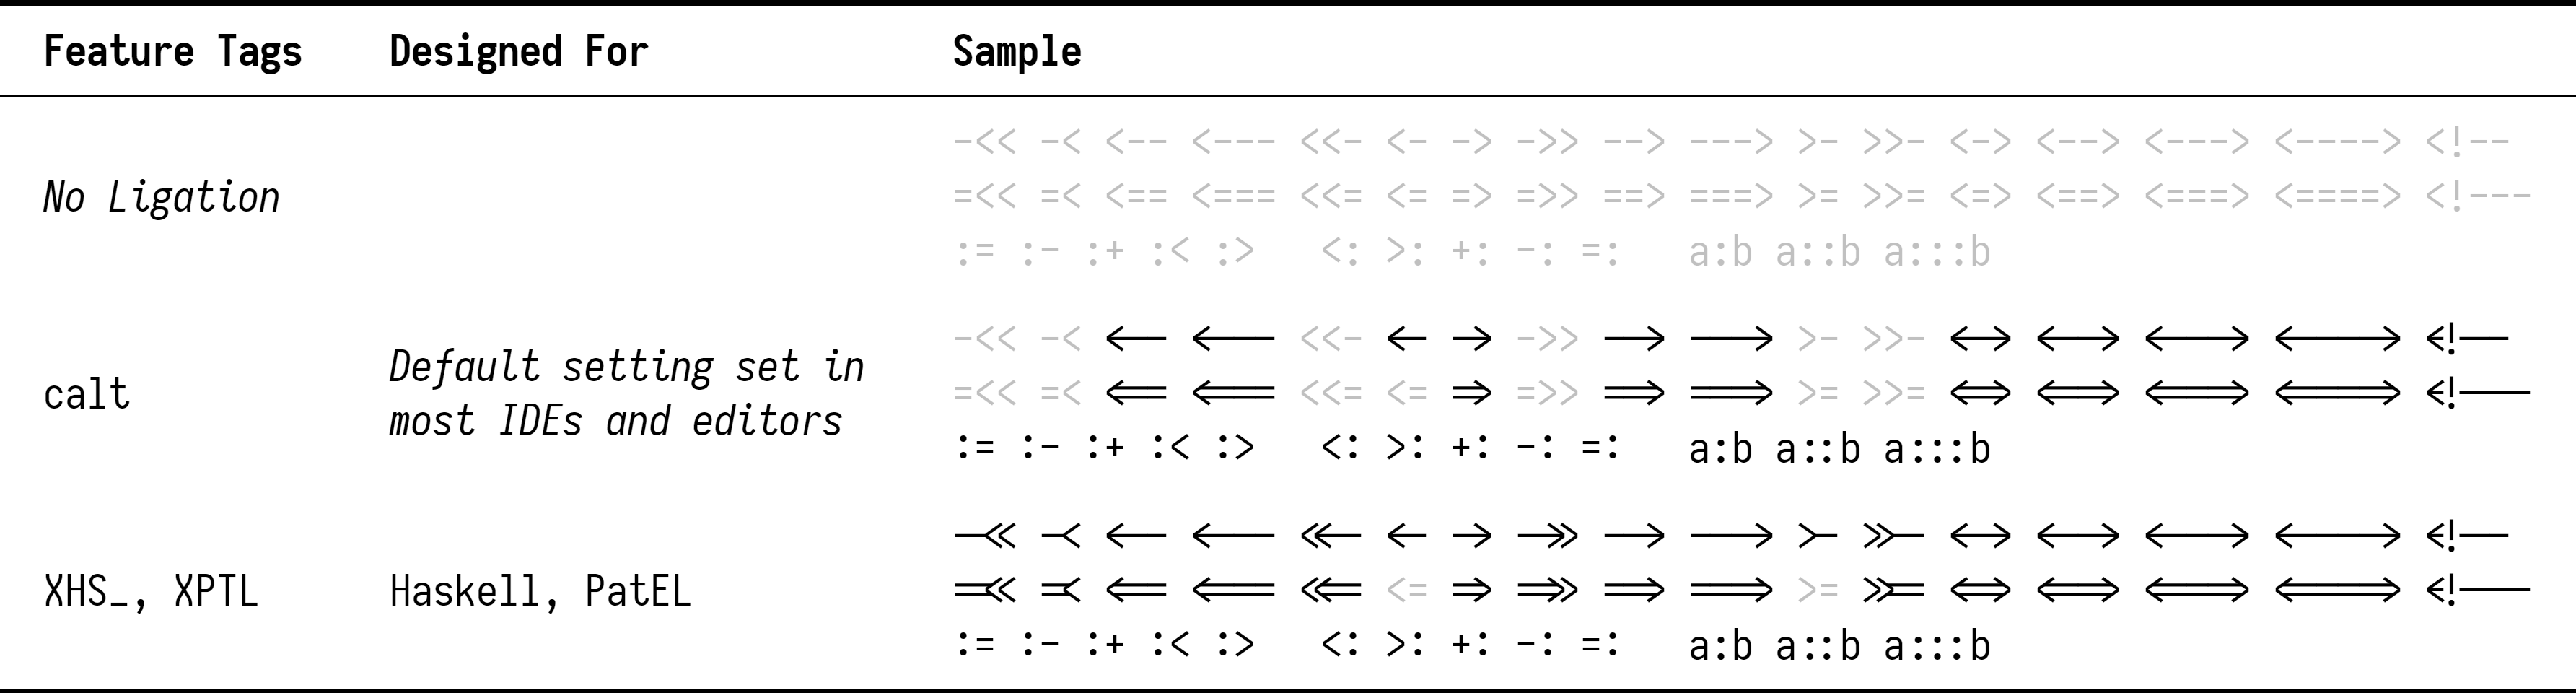 Feature Tags Designed For Sample
-<< -< <-- <--- <<- <- -> ->> --> ---> >- >>- <-> <--> <---> <----> <!--
No Ligation =<< =< <== <=== <<= <= => =>> ==> ===> >= >>= <=> <==> <===> <====> <!---
:= :- :+ :< :> <: >: +: -: =: a:b a::b a:::b
-<< -< <-- <--- <<- <- -> ->> --> ---> >- >>- <-> <--> <---> <----> <!--
Default setting set in
calt =<< =< <== <=== <<= <= => =>> ==> ===> >= >>= <=> <==> <===> <====> <!---
most IDEs and editors
:= :- :+ :< :> <: >: +: -: =: a:b a::b a:::b
-<< -< <-- <--- <<- <- -> ->> --> ---> >- >>- <-> <--> <---> <----> <!--
XHS_, XPTL Haskell, PatEL =<< =< <== <=== <<= <= => =>> ==> ===> >= >>= <=> <==> <===> <====> <!---
:= :- :+ :< :> <: >: +: -: =: a:b a::b a:::b